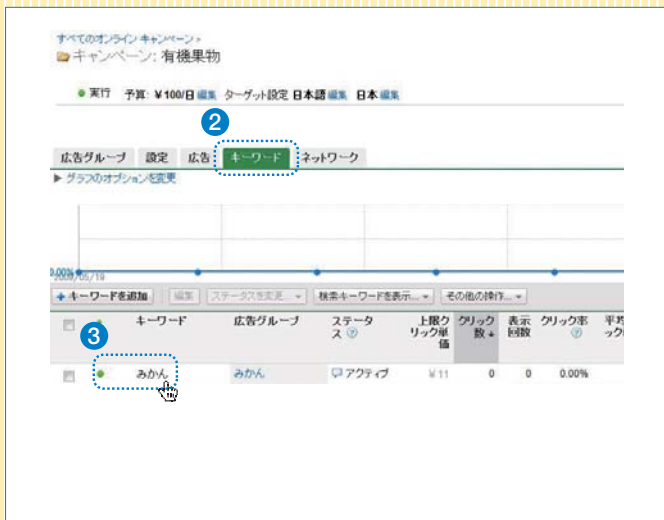 すべてのオンライン キャンペーン »
キャンペーン: 有機果物
実行 予算: ¥100/日 編集 ターゲット設定 日本語 編集 日本 編集
2
広告グループ 設定 広告 キーワード ネットワーク
▶ グラフのオプションを変更
0.00%
2009/05/19
+キーワードを追加 編集 ステータスを変更... 検索キーワードを表示... その他の操作...
3
キーワード 広告グループ ステータス ? 上限クリック単価 クリック数 ↓ 表示回数 クリック率 ?
みかん みかん アクティブ ¥11 0 0 0.00%